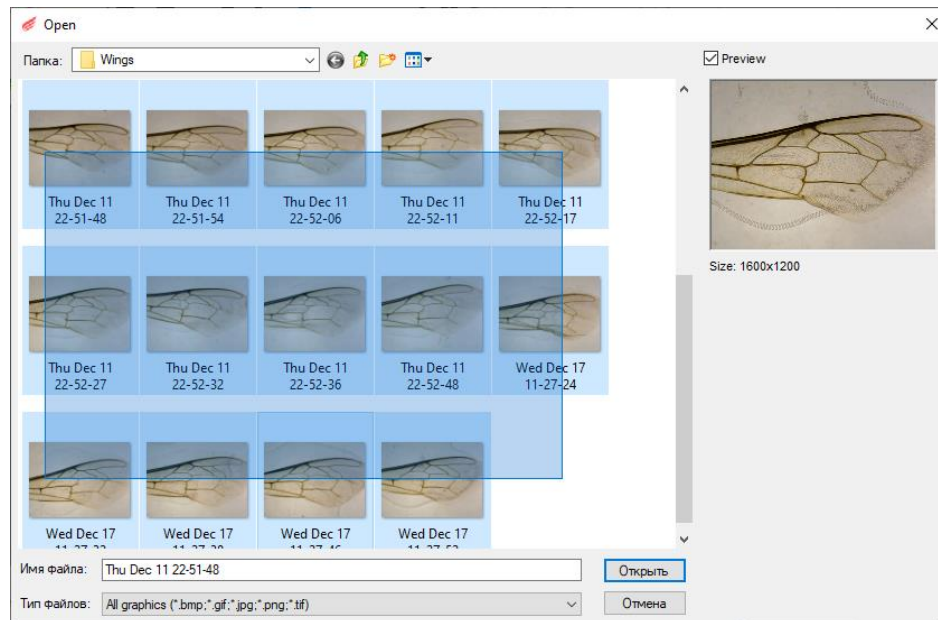 Open
Папка: Wings
Preview
Thu Dec 11
22-51-48
Thu Dec 11
22-51-54
Thu Dec 11
22-52-06
Thu Dec 11
22-52-11
Thu Dec 11
22-52-17
Size: 1600x1200
Thu Dec 11
22-52-27
Thu Dec 11
22-52-32
Thu Dec 11
22-52-36
Thu Dec 11
22-52-48
Wed Dec 17
11-27-24
Wed Dec 17
Wed Dec 17
Wed Dec 17
Wed Dec 17
Имя файла: Thu Dec 11 22-51-48
Открыть
Тип файлов: All graphics (*.bmp;*.gif;*.jpg;*.png;*.tif)
Отмена